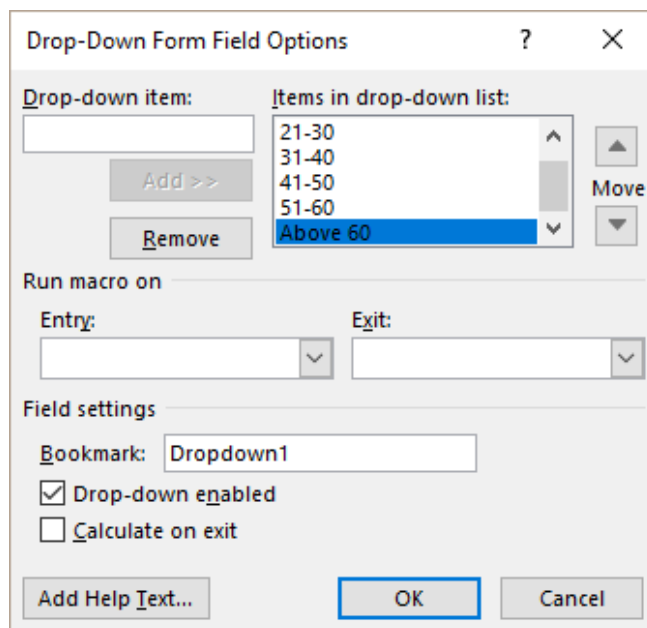 Drop-Down Form Field Options ?
Drop-down item: Items in drop-down list:
21-30
31-40
Add >>
41-50
Move
51-60
Remove
Above 60
Run macro on
Entry: Exit:
Field settings
Bookmark: Dropdown1
Drop-down enabled
Calculate on exit
Add Help Text... OK Cancel